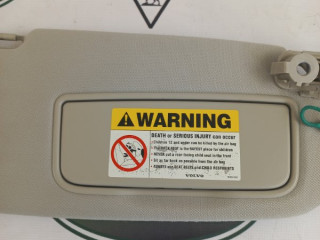 WARNING
DEATH or SERIOUS INJURY can occur
• Children 12 and under can be killed by the air bag
• The BACK SEAT is the SAFEST place for children
• NEVER put a rear-facing child seat in the front
• Sit as far back as possible from the air bag
• ALWAYS use SEAT BELTS and CHILD RESTRAINTS
VOLVO